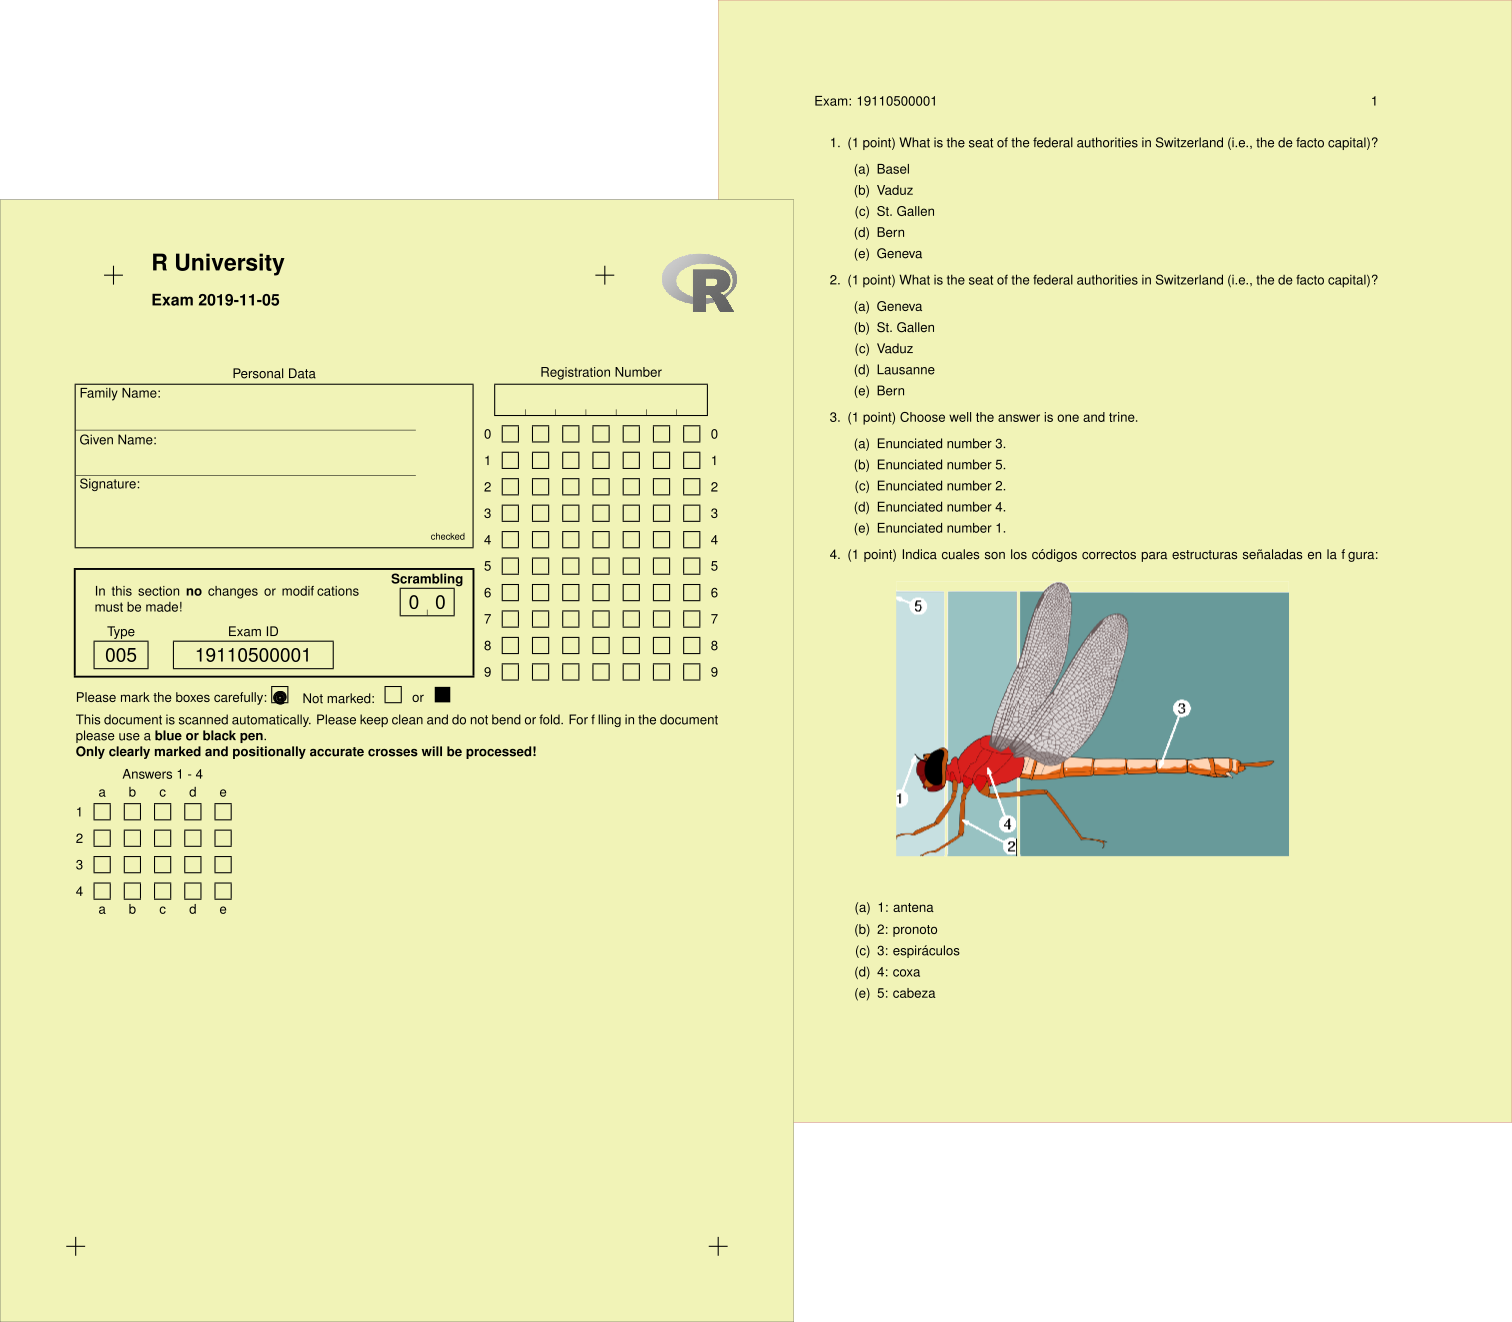 R University
Exam 2019-11-05
R
Personal Data
Family Name:
Given Name:
Signature:
checked
Registration Number
0 0
1 1
2 2
3 3
4 4
5 5
6 6
7 7
8 8
9 9
In this section no changes or modif cations
must be made!
Scrambling
0 0
Type Exam ID
005 19110500001
Please mark the boxes carefully: Not marked: or
This document is scanned automatically. Please keep clean and do not bend or fold. For f lling in the document
please use a blue or black pen.
Only clearly marked and positionally accurate crosses will be processed!
Answers 1 - 4
a b c d e
1
2
3
4
a b c d e
Exam: 19110500001 1
1. (1 point) What is the seat of the federal authorities in Switzerland (i.e., the de facto capital)?
(a) Basel
(b) Vaduz
(c) St. Gallen
(d) Bern
(e) Geneva
2. (1 point) What is the seat of the federal authorities in Switzerland (i.e., the de facto capital)?
(a) Geneva
(b) St. Gallen
(c) Vaduz
(d) Lausanne
(e) Bern
3. (1 point) Choose well the answer is one and trine.
(a) Enunciated number 3.
(b) Enunciated number 5.
(c) Enunciated number 2.
(d) Enunciated number 4.
(e) Enunciated number 1.
4. (1 point) Indica cuales son los códigos correctos para estructuras señaladas en la f gura:
5
3
1
4
2
(a) 1: antena
(b) 2: pronoto
(c) 3: espiráculos
(d) 4: coxa
(e) 5: cabeza